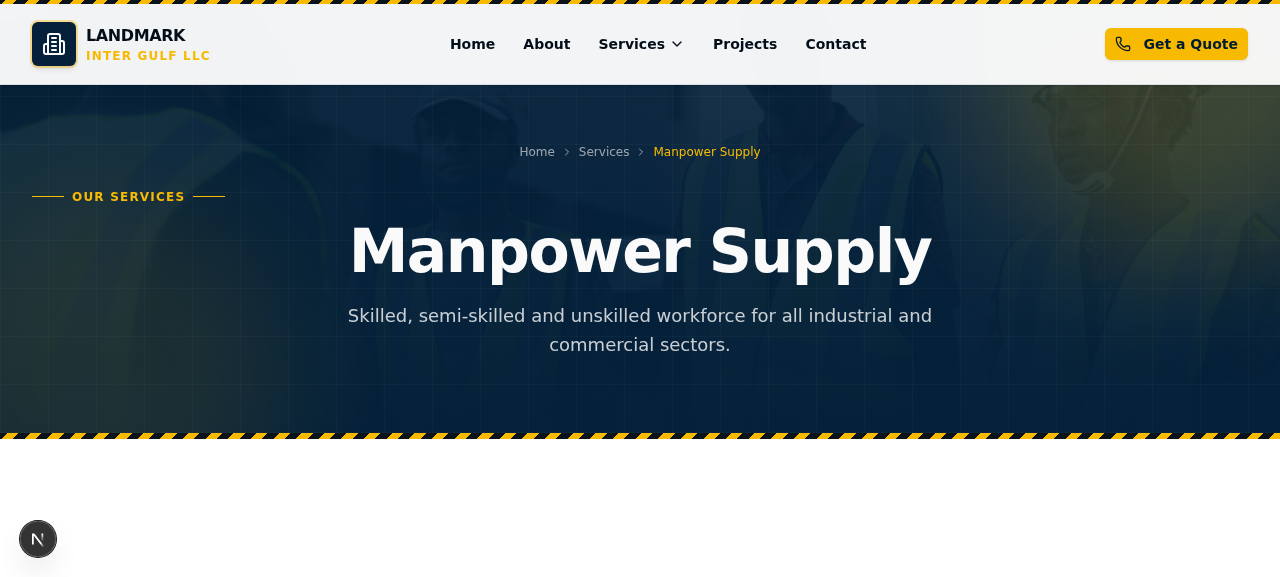 LANDMARK
INTER GULF LLC
Home
About
Services
Projects
Contact
Get a Quote
Home
Services
Manpower Supply
OUR SERVICES
Manpower Supply
Skilled, semi-skilled and unskilled workforce for all industrial and
commercial sectors.
N